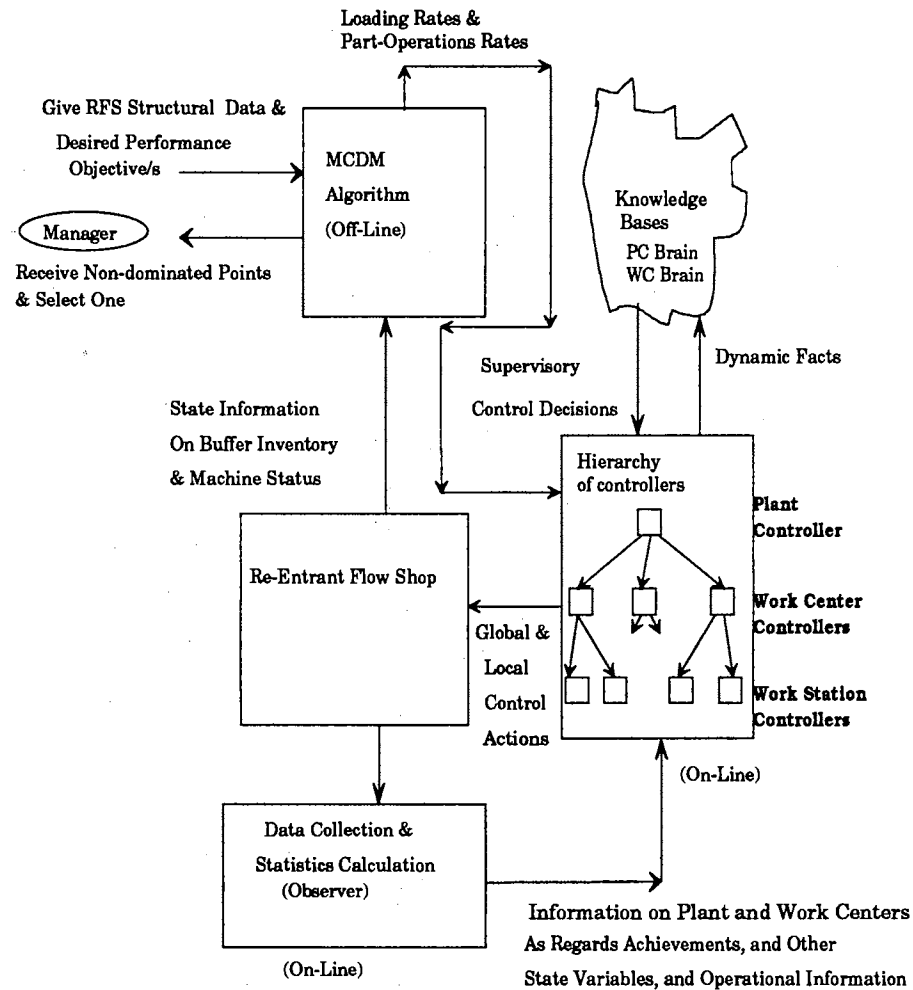 Loading Rates &
Part-Operations Rates
Give RFS Structural Data &
Desired Performance
Objective/s
MCDM
Algorithm
(Off-Line)
Manager
Receive Non-dominated Points
& Select One
Knowledge
Bases
PC Brain
WC Brain
Dynamic Facts
Supervisory
Control Decisions
State Information
On Buffer Inventory
& Machine Status
Hierarchy
of controllers
Plant
Controller
Re-Entrant Flow Shop
Work Center
Controllers
Global &
Local
Control
Actions
Work Station
Controllers
(On-Line)
Data Collection &
Statistics Calculation
(Observer)
(On-Line)
Information on Plant and Work Centers
As Regards Achievements, and Other
State Variables, and Operational Information